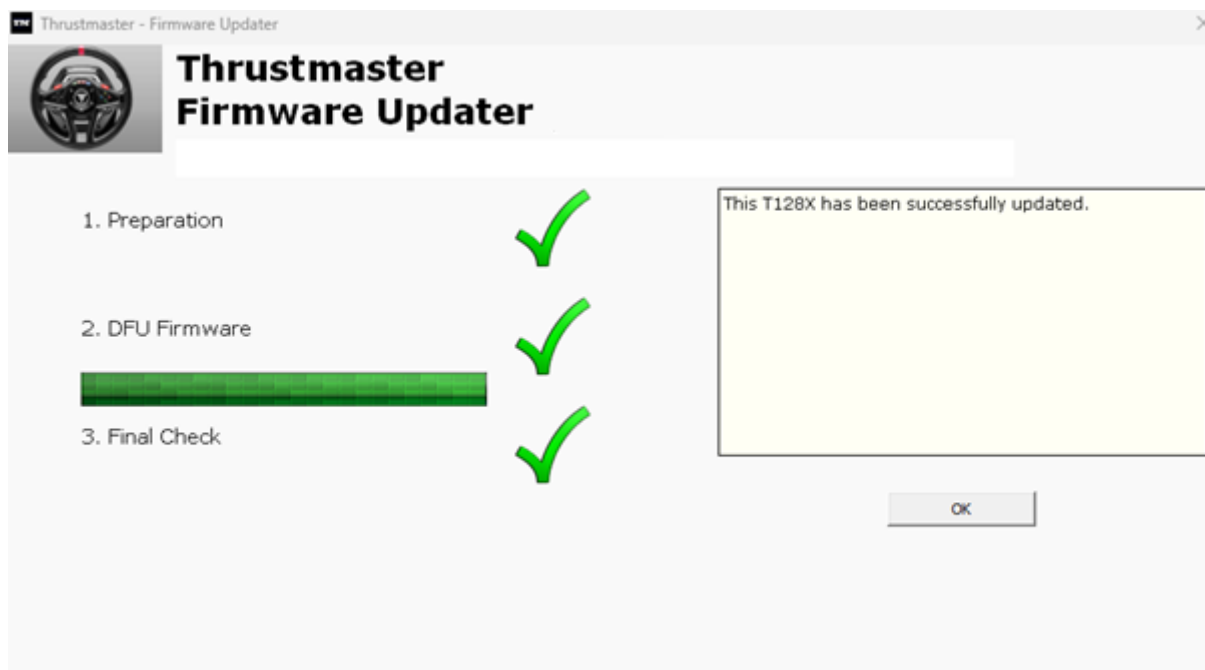 TM Thrustmaster - Firmware Updater
Thrustmaster
Firmware Updater
1. Preparation
This T128X has been successfully updated.
2. DFU Firmware
3. Final Check
OK